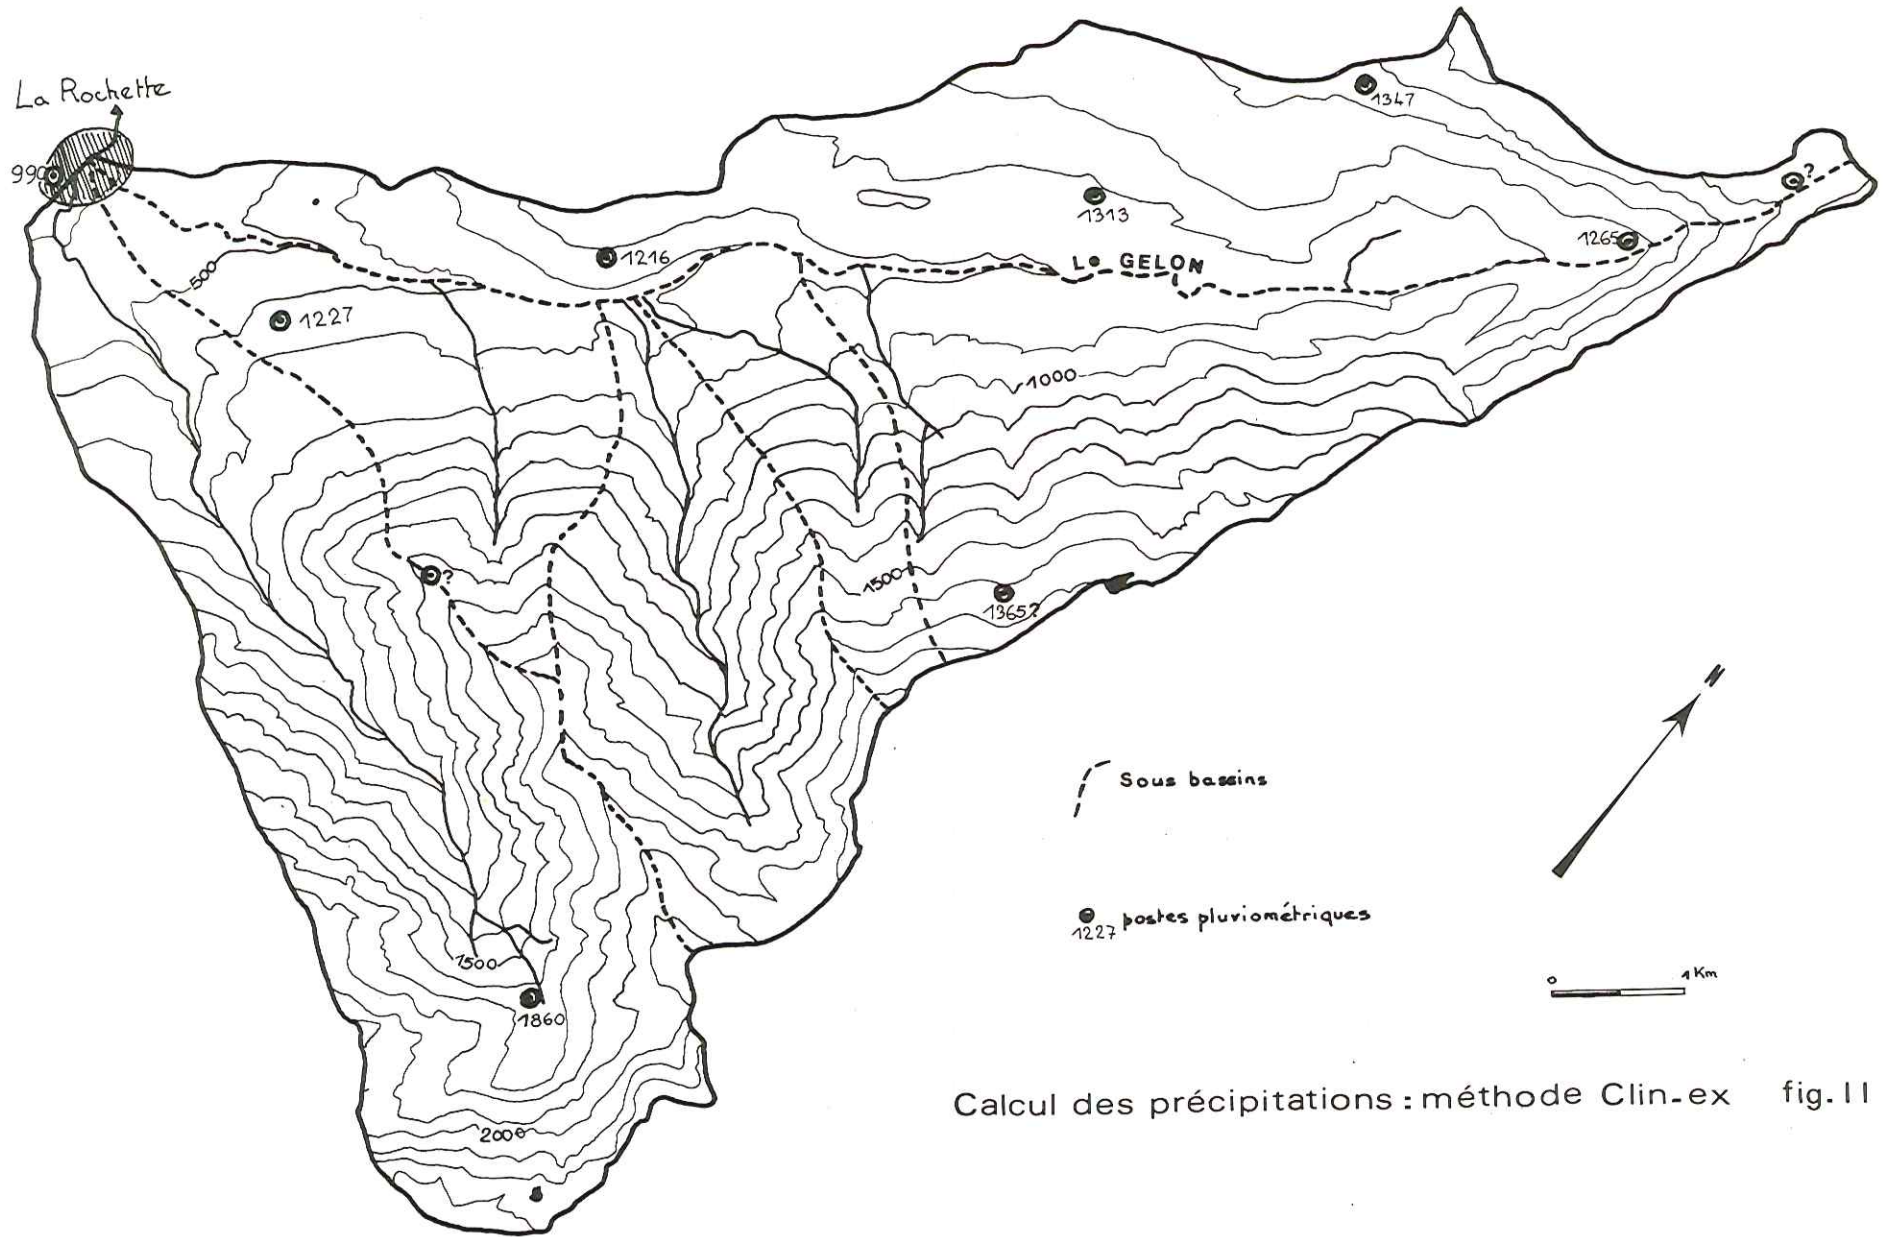 La Rochette
990
1347
?
1313
1265
1216
Le GELON
500
1227
1000
?
1500
1365?
N
Sous bassins
1227 postes pluviométriques
1500
0 1 Km
1860
Calcul des précipitations : méthode Clin-ex fig. 11
2000